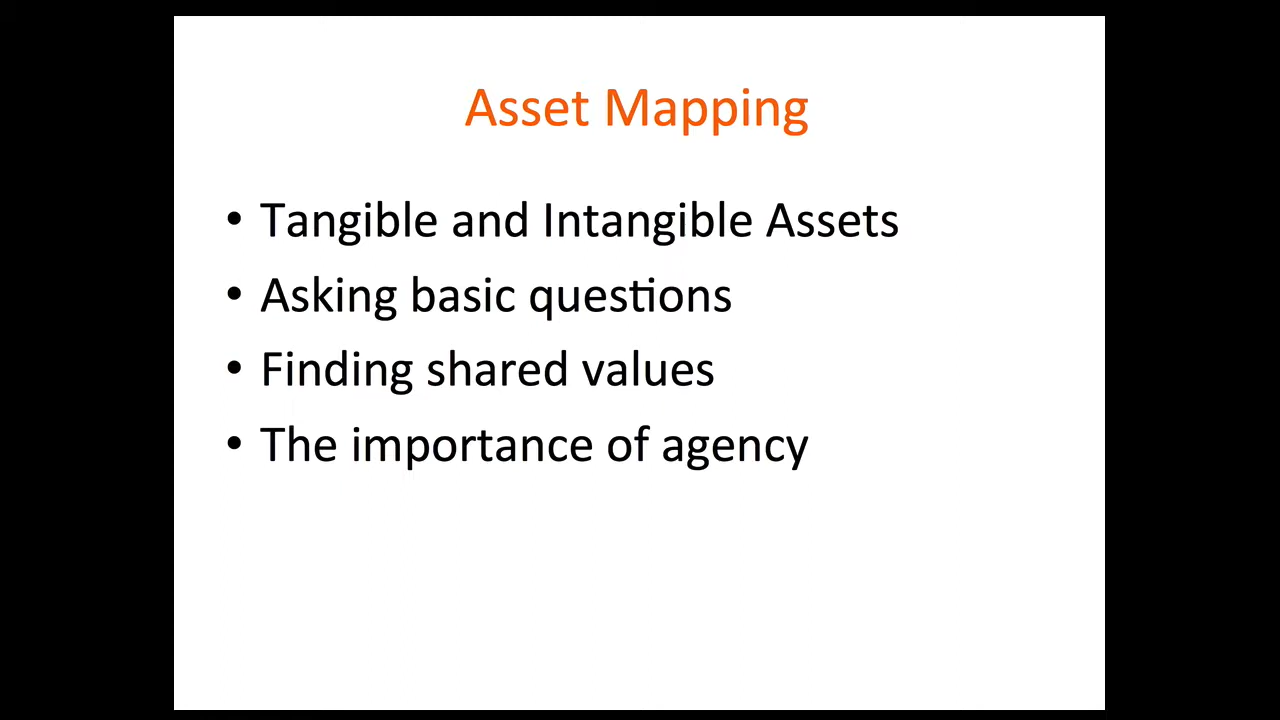 Asset Mapping
• Tangible and Intangible Assets
• Asking basic questions
• Finding shared values
• The importance of agency